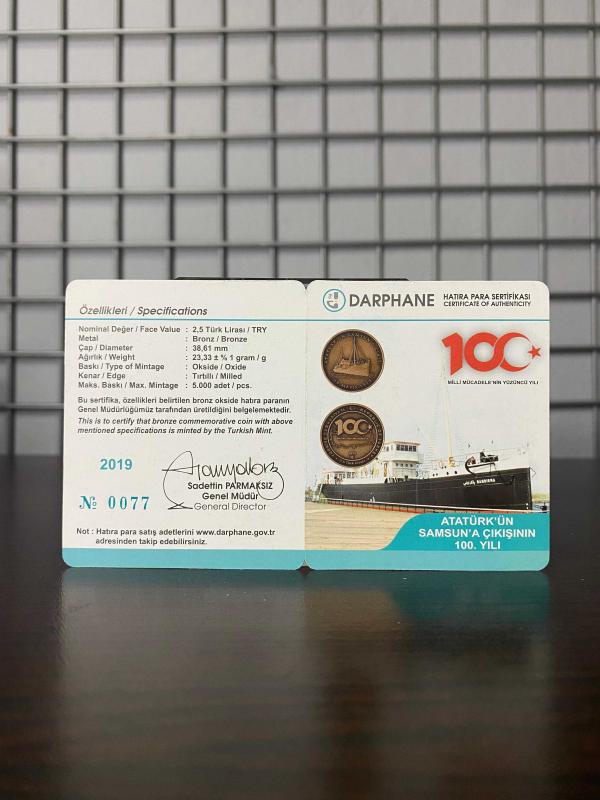 Özellikleri / Specifications
Nominal Değer / Face Value : 2,5 Türk Lirası / TRY
Metal : Bronz / Bronze
Çap / Diameter : 38,61 mm
Ağırlık / Weight : 23,33 ± % 1 gram / g
Baskı / Type of Mintage : Okside / Oxide
Kenar / Edge : Tırtıllı / Milled
Maks. Baskı / Max. Mintage : 5.000 adet / pcs.
Bu sertifika, özellikleri belirtilen bronz okside hatıra paranın
Genel Müdürlüğümüz tarafından üretildiğini belgelemektedir.
This is to certify that bronze commemorative coin with above
mentioned specifications is minted by the Turkish Mint.
2019
№ 0077
Sadettin PARMAKSIZ
Genel Müdür
General Director
Not : Hatıra para satış adetlerini www.darphane.gov.tr
adresinden takip edebilirsiniz.
DARPHANE
HATIRA PARA SERTİFİKASI
CERTIFICATE OF AUTHENTICITY
100
MİLLİ MÜCADELE'NİN YÜZÜNCÜ YILI
100
BANDIRMA
ATATÜRK'ÜN
SAMSUN'A ÇIKIŞININ
100. YILI